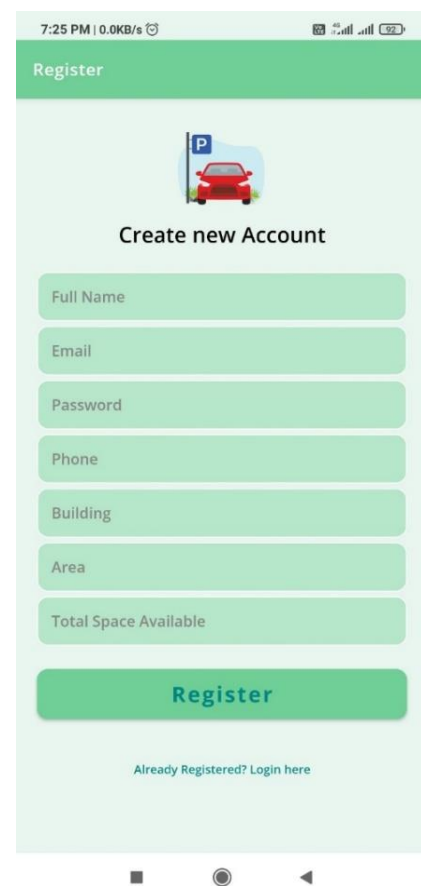 7:25 PM | 0.0KB/s
92
Register
P
Create new Account
Full Name
Email
Password
Phone
Building
Area
Total Space Available
Register
Already Registered? Login here